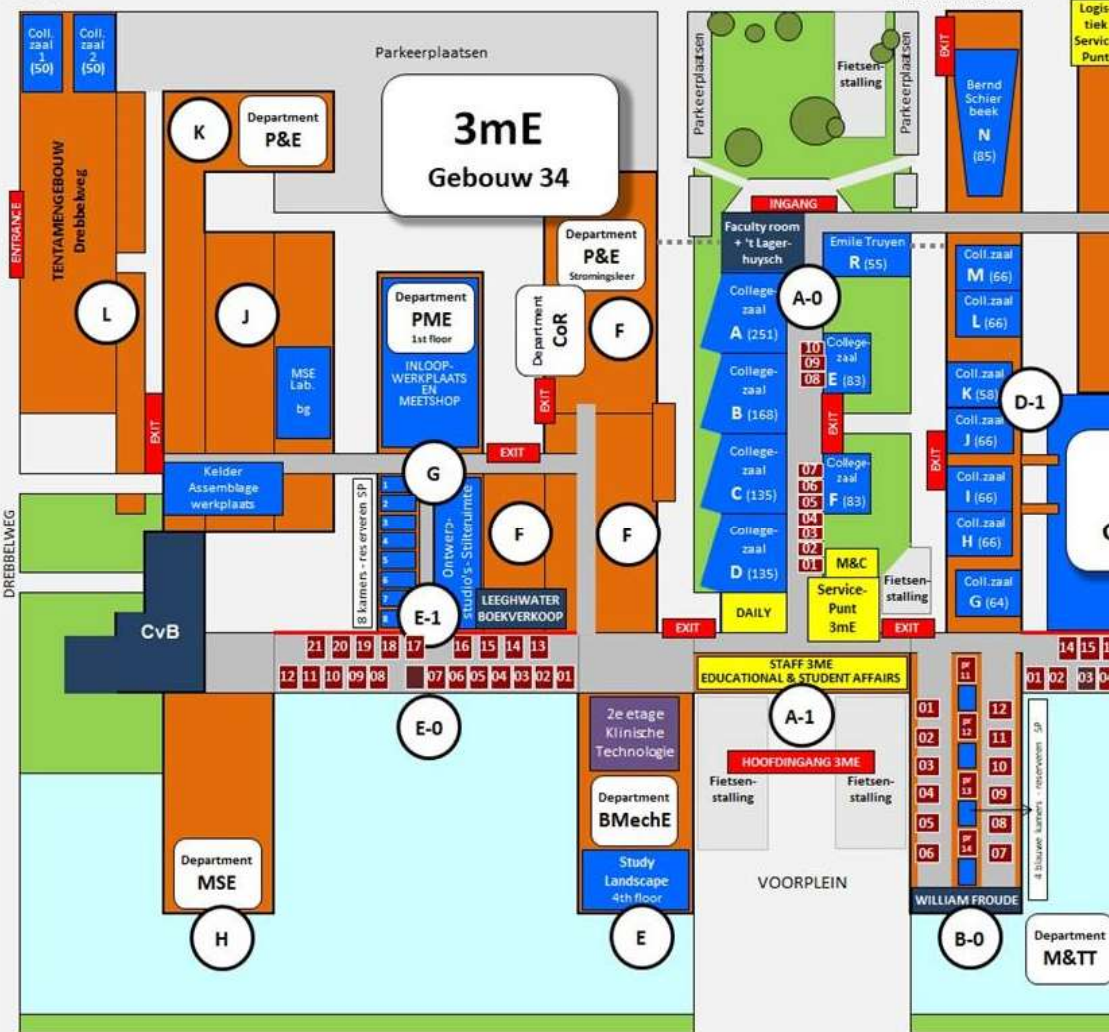 Coll.
zaal
1
(50)
Coll.
zaal
2
(50)
Parkeerplaatsen
K
Department
P&E
3mE
Gebouw 34
TENTAMENGEBOUW
Drebbelweg
ENTRANCE
L
J
Department
PME
1st floor
INLOOP-
WERKPLAATS
EN
MEETSHOP
Department
P&E
Stromingsleer
Department
CoR
F
MSE
Lab.
bg
EXIT
EXIT
EXIT
Kelder
Assemblage
werkplaats
G
8 kamers - reserveren SP
1
2
3
4
5
6
7
8
Ontwerp-
studio's - Stilteruimte
F
F
LEEGHWATER
BOEKVERKOOP
E-1
DREBBELWEG
CvB
21 20 19 18 17 16 15 14 13
12 11 10 09 08 07 06 05 04 03 02 01
E-0
Department
MSE
H
2e etage
Klinische
Technologie
Department
BMechE
Study
Landscape
4th floor
E
Parkeerplaatsen
Fietsen-
stalling
Parkeerplaatsen
INGANG
Faculty room
+ 't Lager-
huysch
Emile Truyen
R (55)
A-0
College-
zaal
A (251)
College-
zaal
B (168)
College-
zaal
C (135)
College-
zaal
D (135)
10
09
08
College-
zaal
E (83)
EXIT
07
06
05
04
03
02
01
College-
zaal
F (83)
M&C
Service-
Punt
3mE
Fietsen-
stalling
DAILY
EXIT
EXIT
STAFF 3ME
EDUCATIONAL & STUDENT AFFAIRS
A-1
HOOFDINGANG 3ME
Fietsen-
stalling
Fietsen-
stalling
VOORPLEIN
EXIT
Bernd
Schier
beek
N
(85)
Logis-
tiek
Service
Punt
Coll.zaal
M (66)
Coll.zaal
L (66)
Coll.zaal
K (58)
D-1
Coll.zaal
J (66)
EXIT
Coll.zaal
I (66)
Coll.zaal
H (66)
Coll.zaal
G (64)
14 15
01 02 03
pr
11
01
12
02
pr
12
11
03
10
04
pr
13
09
05
08
06
pr
14
07
4 blauwe kamers - reserveren SP
WILLIAM FROUDE
B-0
Department
M&TT